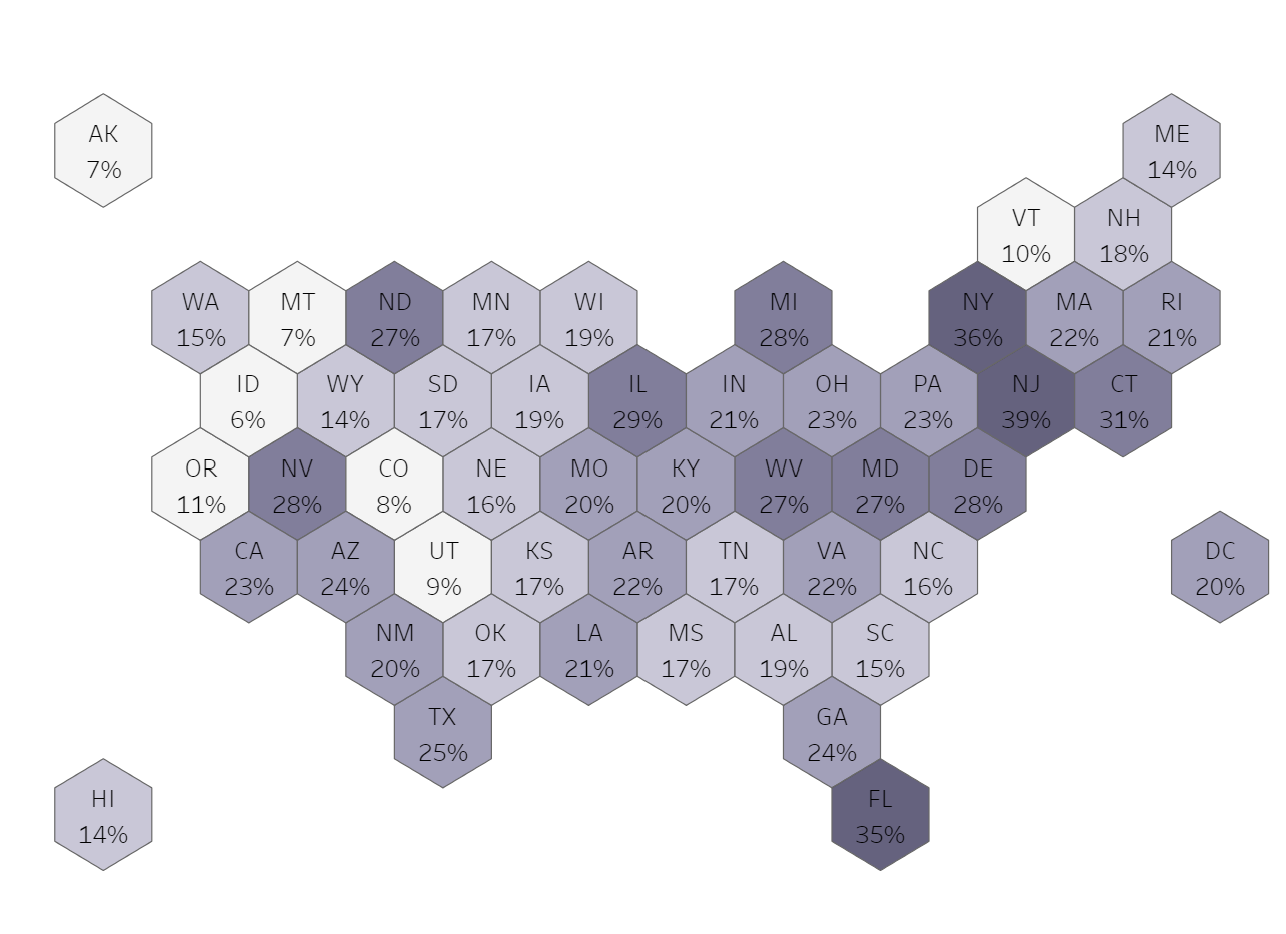 AK
7%
ME
14%
VT
10%
NH
18%
WA
15%
MT
7%
ND
27%
MN
17%
WI
19%
MI
28%
NY
36%
MA
22%
RI
21%
ID
6%
WY
14%
SD
17%
IA
19%
IL
29%
IN
21%
OH
23%
PA
23%
NJ
39%
CT
31%
OR
11%
NV
28%
CO
8%
NE
16%
MO
20%
KY
20%
WV
27%
MD
27%
DE
28%
CA
23%
AZ
24%
UT
9%
KS
17%
AR
22%
TN
17%
VA
22%
NC
16%
DC
20%
NM
20%
OK
17%
LA
21%
MS
17%
AL
19%
SC
15%
TX
25%
GA
24%
HI
14%
FL
35%